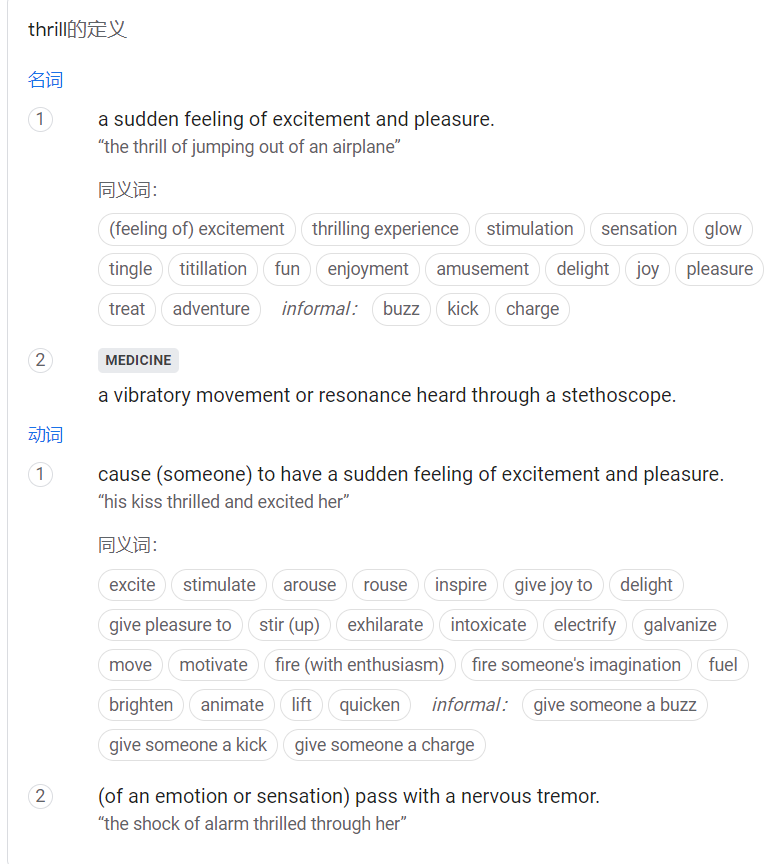 thrill的定义
名词
1 a sudden feeling of excitement and pleasure.
“the thrill of jumping out of an airplane”
同义词：
(feeling of) excitement thrilling experience stimulation sensation glow
tingle titillation fun enjoyment amusement delight joy pleasure
treat adventure informal： buzz kick charge
2 MEDICINE
a vibratory movement or resonance heard through a stethoscope.
动词
1 cause (someone) to have a sudden feeling of excitement and pleasure.
“his kiss thrilled and excited her”
同义词：
excite stimulate arouse rouse inspire give joy to delight
give pleasure to stir (up) exhilarate intoxicate electrify galvanize
move motivate fire (with enthusiasm) fire someone's imagination fuel
brighten animate lift quicken informal： give someone a buzz
give someone a kick give someone a charge
2 (of an emotion or sensation) pass with a nervous tremor.
“the shock of alarm thrilled through her”